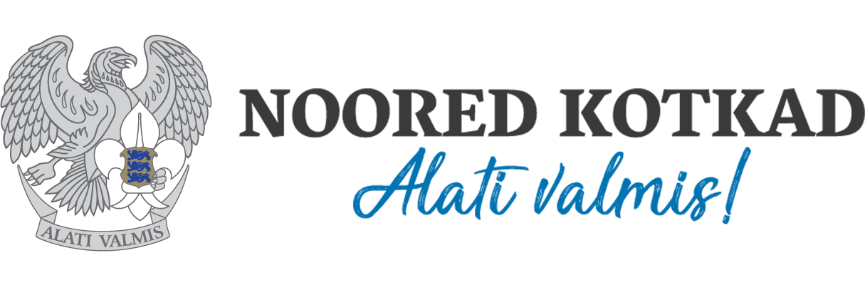 NOORED KOTKAD
Alati valmis!
ALATI VALMIS